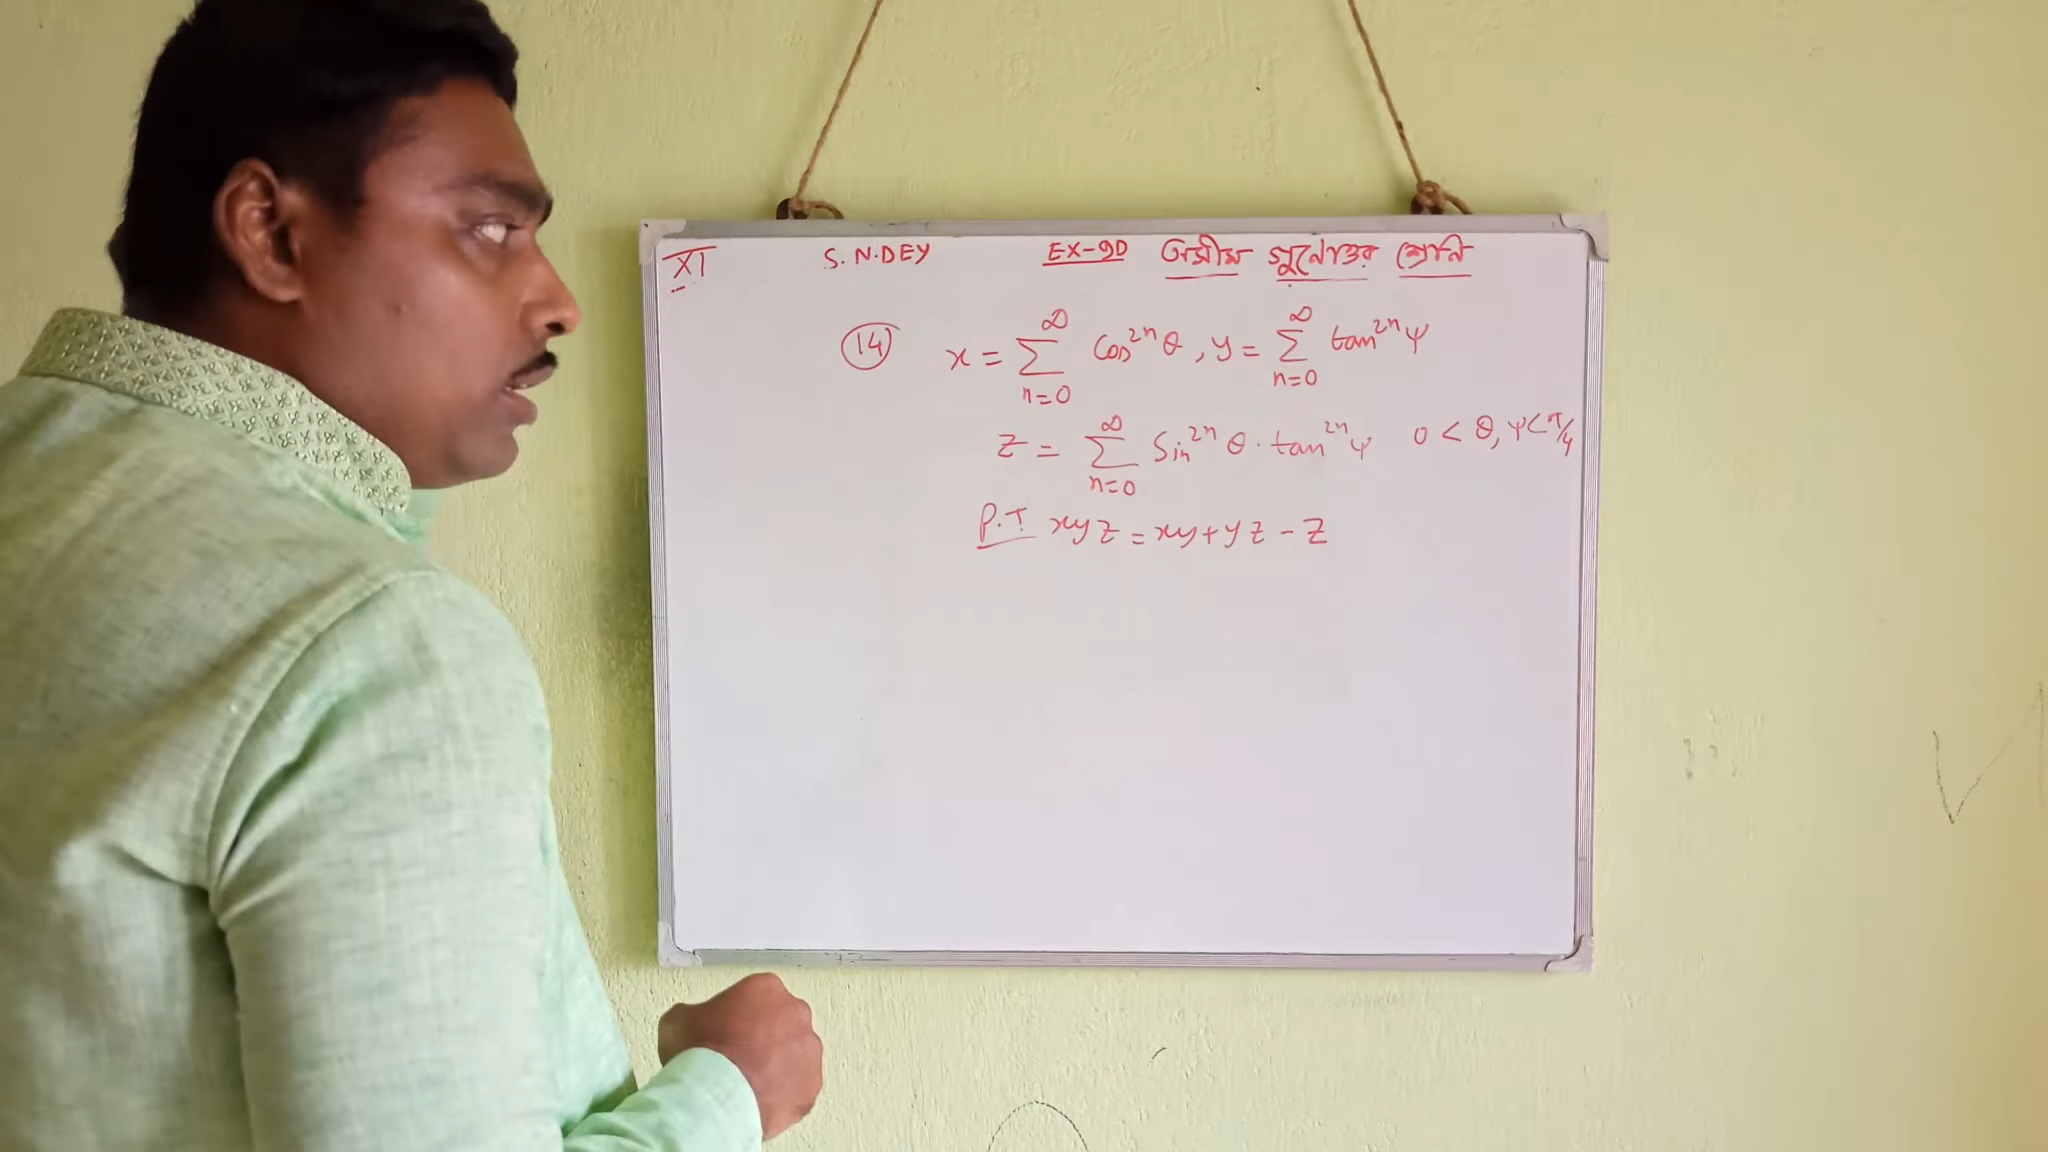 XI S. N. DEY EX-9D অসীম গুনোত্তর শ্রেনি
(14) x = ∑_{n=0}^{∞} Cos^{2n} θ, y = ∑_{n=0}^{∞} tan^{2n} ψ
z = ∑_{n=0}^{∞} Sin^{2n} θ · tan^{2n} ψ 0 < θ, ψ < π/4
P.T xyz = xy + yz - z